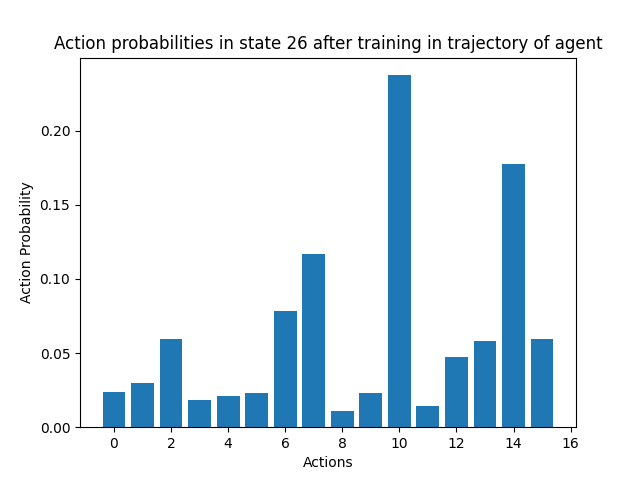 Action probabilities in state 26 after training in trajectory of agent
0.20
0.15
0.10
0.05
0.00
Action Probability
0 2 4 6 8 10 12 14 16
Actions